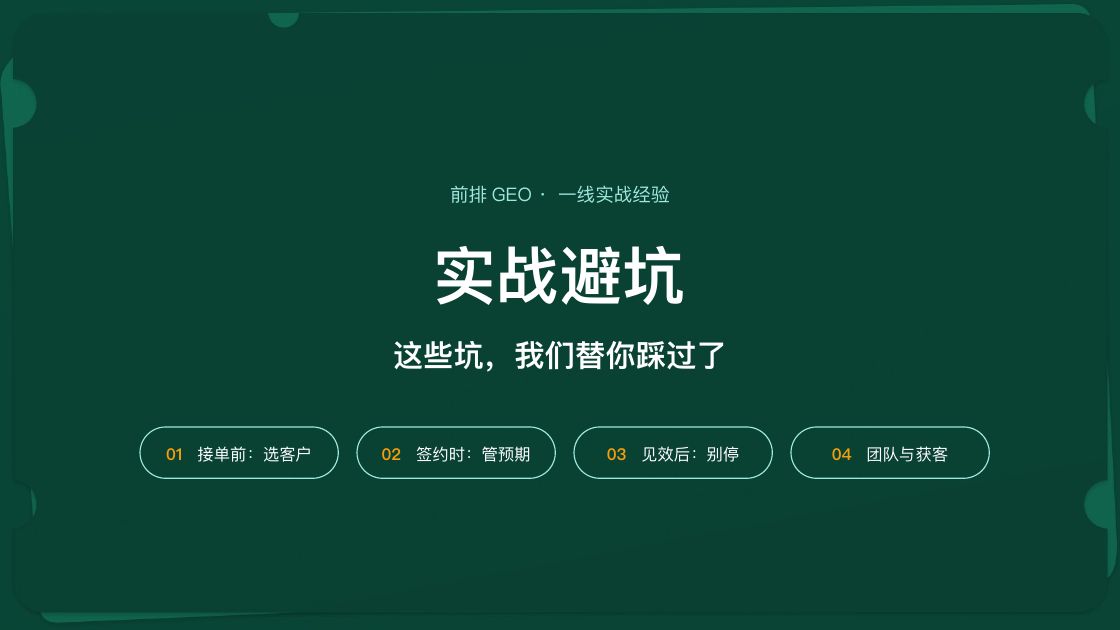 前排 GEO · 一线实战经验
实战避坑
这些坑，我们替你踩过了
01 接单前：选客户
02 签约时：管预期
03 见效后：别停
04 团队与获客